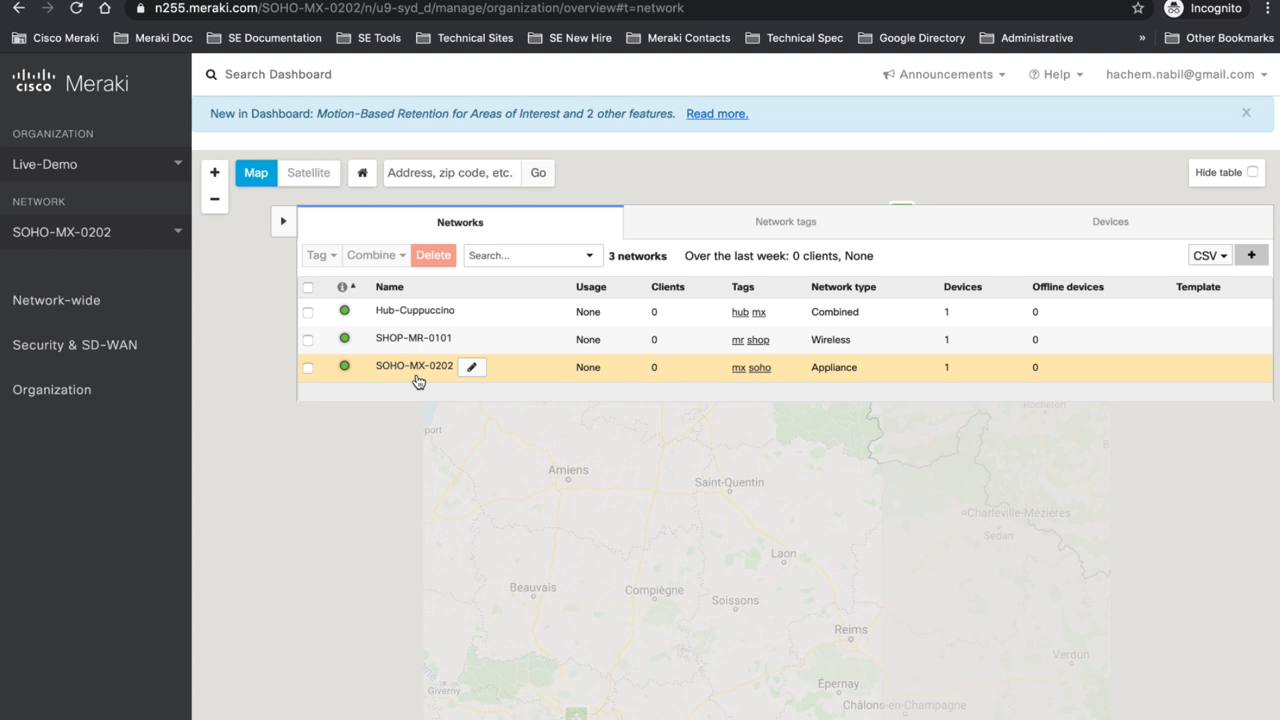 n255.meraki.com/SOHO-MX-0202/n/u9-syd_d/manage/organization/overview#t=network
Incognito
Cisco Meraki
Meraki Doc
SE Documentation
SE Tools
Technical Sites
SE New Hire
Meraki Contacts
Technical Spec
Google Directory
Administrative
»
Other Bookmarks
cisco Meraki
Search Dashboard
Announcements
Help
hachem.nabil@gmail.com
New in Dashboard: Motion-Based Retention for Areas of Interest and 2 other features. Read more.
ORGANIZATION
Live-Demo
NETWORK
SOHO-MX-0202
Network-wide
Security & SD-WAN
Organization
+
−
Map
Satellite
Address, zip code, etc.
Go
Hide table
Networks
Network tags
Devices
Tag
Combine
Delete
Search...
3 networks
Over the last week: 0 clients, None
CSV
+
Name Usage Clients Tags Network type Devices Offline devices Template
Hub-Cuppuccino None 0 hub mx Combined 1 0
SHOP-MR-0101 None 0 mr shop Wireless 1 0
SOHO-MX-0202 None 0 mx soho Appliance 1 0
Rochefort
port
B
Amiens
Saint-Quentin
Charleville-Mézières
Sedan
Laon
Beauvais
Compiègne
Soissons
Reims
Verdun
Épernay
Giverny
Châlons-en-Champagne